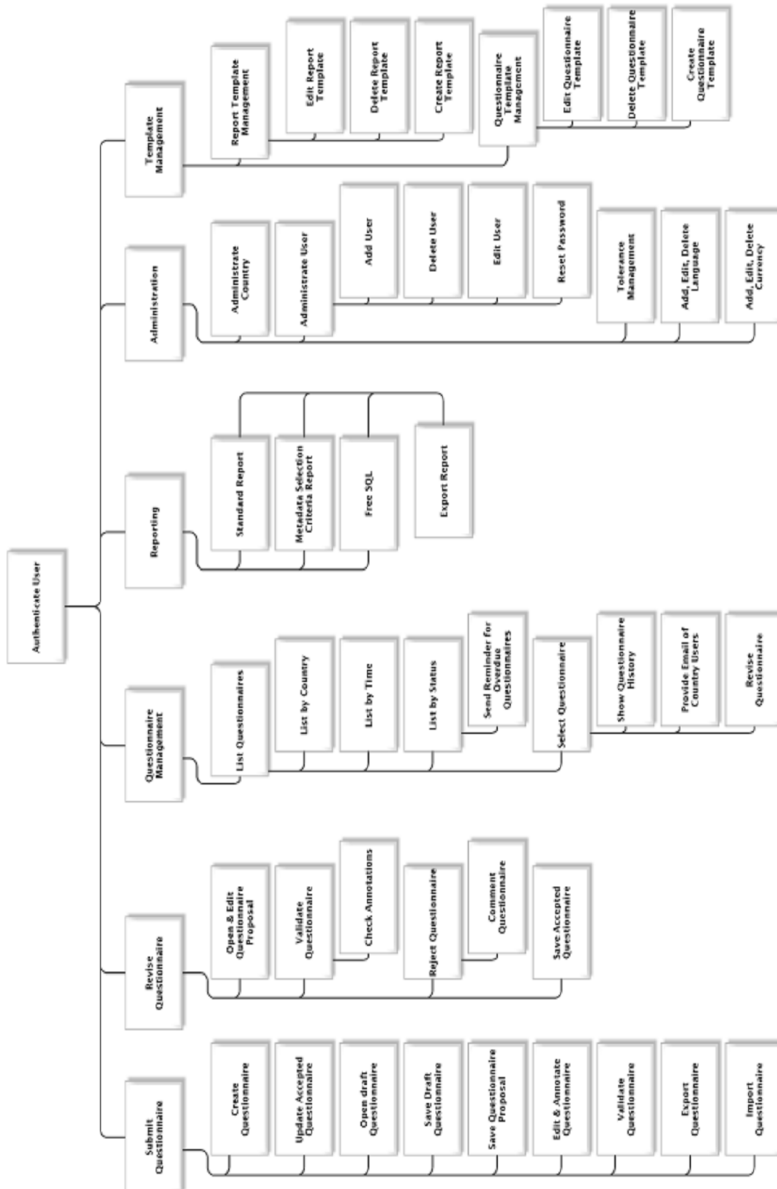 Authenticate User
Submit
Questionnaire
Create
Questionnaire
Update Accepted
Questionnaire
Open draft
Questionnaire
Save Draft
Questionnaire
Save Questionnaire
Proposal
Edit & Annotate
Questionnaire
Validate
Questionnaire
Export
Questionnaire
Import
Questionnaire
Revise
Questionnaire
Open & Edit
Questionnaire
Proposal
Validate
Questionnaire
Check Annotations
Reject Questionnaire
Comment
Questionnaire
Save Accepted
Questionnaire
Questionnaire
Management
List Questionnaires
List by Country
List by Time
List by Status
Send Reminder for
Overdue
Questionnaires
Select Questionnaire
Show Questionnaire
History
Provide Email of
Country Users
Revise
Questionnaire
Reporting
Standard Report
Metadata Selection
Criteria Report
Free SQL
Export Report
Administration
Administrate
Country
Administrate User
Add User
Delete User
Edit User
Reset Password
Tolerance
Management
Add, Edit, Delete
Language
Add, Edit, Delete
Currency
Template
Management
Report Template
Management
Edit Report
Template
Delete Report
Template
Create Report
Template
Questionnaire
Template
Management
Edit Questionnaire
Template
Delete Questionnaire
Template
Create
Questionnaire
Template